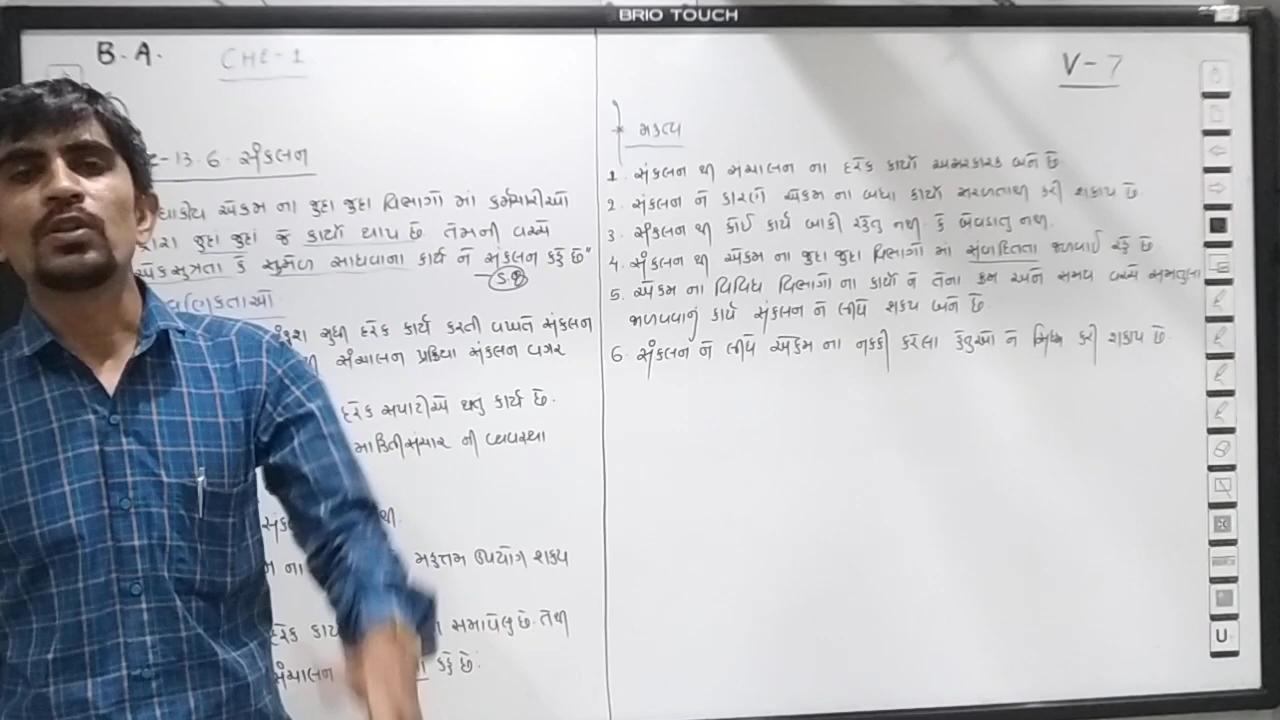 BRIO TOUCH
B.A.
CHE-1
V-7
-13.6. સંકલન
એકમ ના જુદા જુદા વિભાગો માં કર્મચારીઓ
જુદાં જુદાં જે કાર્યો થાય છે તેમની વચ્ચે
એકસૂત્રતા કે સુમેળ સાધવાના કાર્ય ને સંકલન કહે છે"
સુધી દરેક કાર્ય કરતી વખતે સંકલન
સંચાલન પ્રક્રિયા સંકલન વગર
દરેક સપાટીએ થતુ કાર્ય છે.
માહિતીસંચાર ની વ્યવસ્થા
થી.
ના
મહત્તમ ઉપયોગ શક્ય
દરેક
સમાયેલુ છે. તેથી
સંચાલન
કહે છે.
* મહત્વ
1. સંકલન થી સંચાલન ના દરેક કાર્યો અસરકારક બને છે
2. સંકલન ને કારણે એકમ ના બધા કાર્યો સરળતાથી કરી શકાય છે.
3. સંકલન થી કોઈ કાર્ય બાકી રહેતુ નથી. કે બેવડાતુ નથી.
4. સંકલન થી એકમ ના જુદા જુદા વિભાગો માં સંવાદિતતા જળવાઈ રહે છે
5. એકમ ના વિવિધ વિભાગો ના કાર્યો ને તેના ક્રમ અને સમય વચ્ચે સમતુલા
જાળવવાનું કાર્ય સંકલન ને લીધે શક્ય બને છે.
6. સંકલન ને લીધે એકમ ના નક્કી કરેલા હેતુઓ ને સિધ્ધ કરી શકાય છે.
U